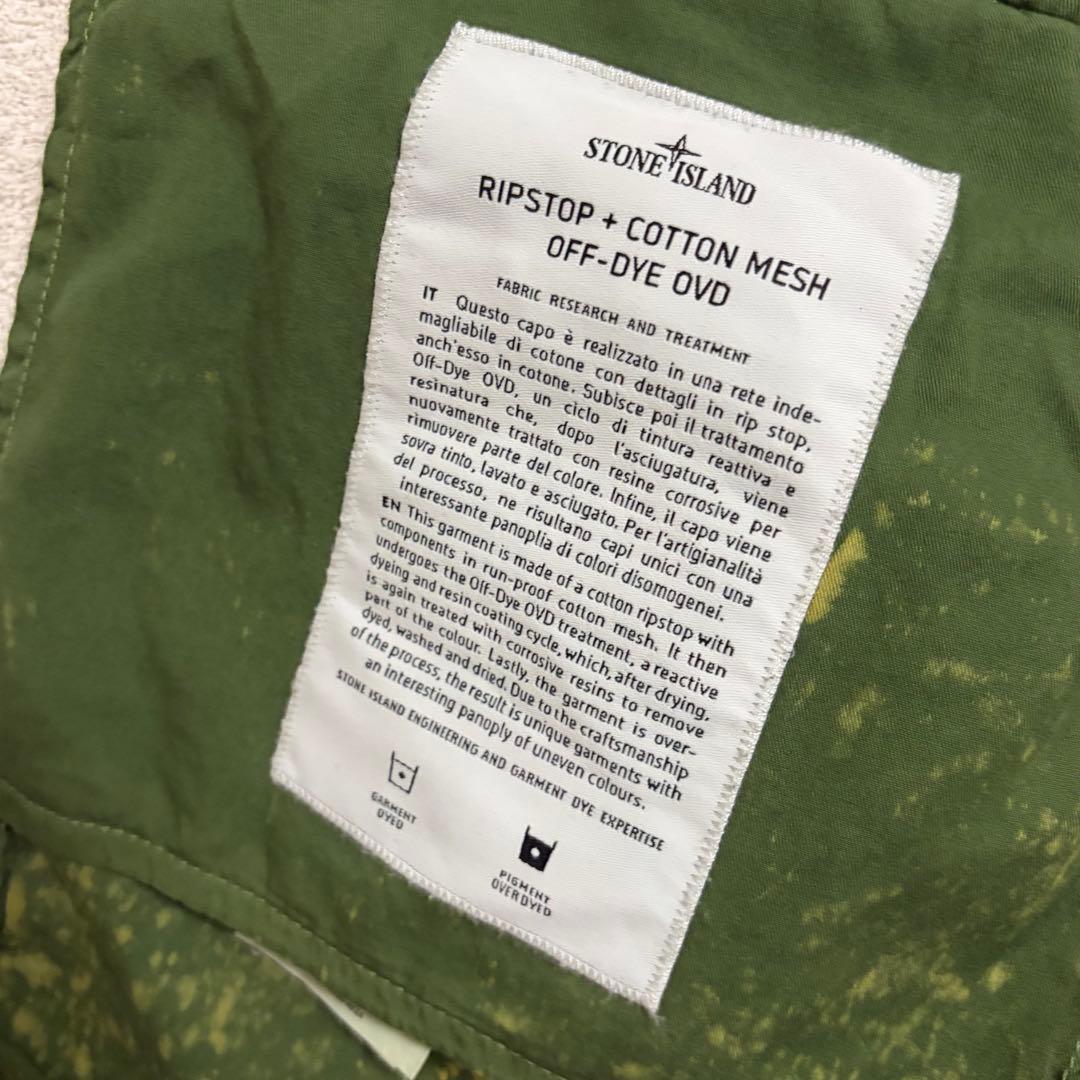 STONE ISLAND
RIPSTOP + COTTON MESH
OFF-DYE OVD
FABRIC RESEARCH AND TREATMENT
IT Questo capo è realizzato in una rete inde-
magliabile di cotone con dettagli in rip stop,
anch'esso in cotone. Subisce poi il trattamento
Off-Dye OVD, un ciclo di tintura reattiva e
resinatura che, dopo l'asciugatura, viene
nuovamente trattato con resine corrosive per
rimuovere parte del colore. Infine, il capo viene
sovra tinto, lavato e asciugato. Per l'artigianalità
del processo, ne risultano capi unici con una
interessante panoplia di colori disomogenei.
EN This garment is made of a cotton ripstop with
components in run-proof cotton mesh. It then
undergoes the Off-Dye OVD treatment, a reactive
dyeing and resin coating cycle, which, after drying,
is again treated with corrosive resins to remove
part of the colour. Lastly, the garment is over-
dyed, washed and dried. Due to the craftsmanship
of the process, the result is unique garments with
an interesting panoply of uneven colours.
STONE ISLAND ENGINEERING AND GARMENT DYE EXPERTISE
GARMENT
DYED
PIGMENT
OVERDYED